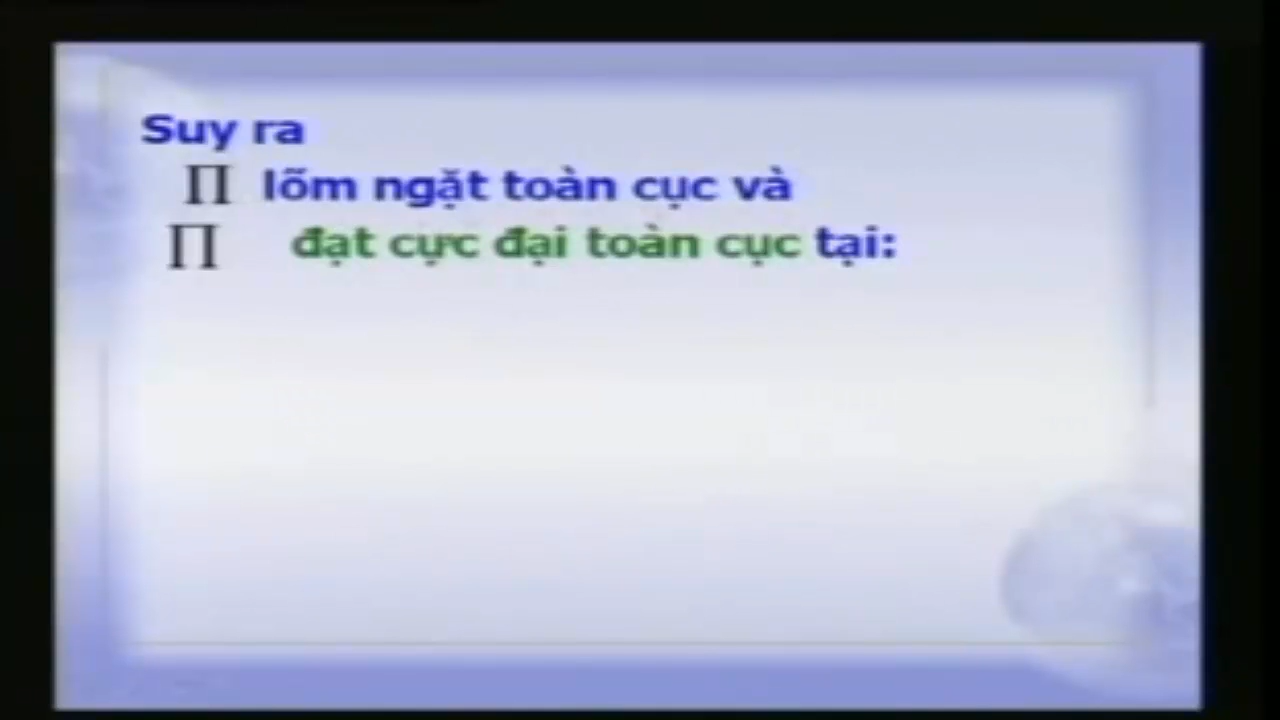 Suy ra
Π lõm ngặt toàn cục và
Π đạt cực đại toàn cục tại: